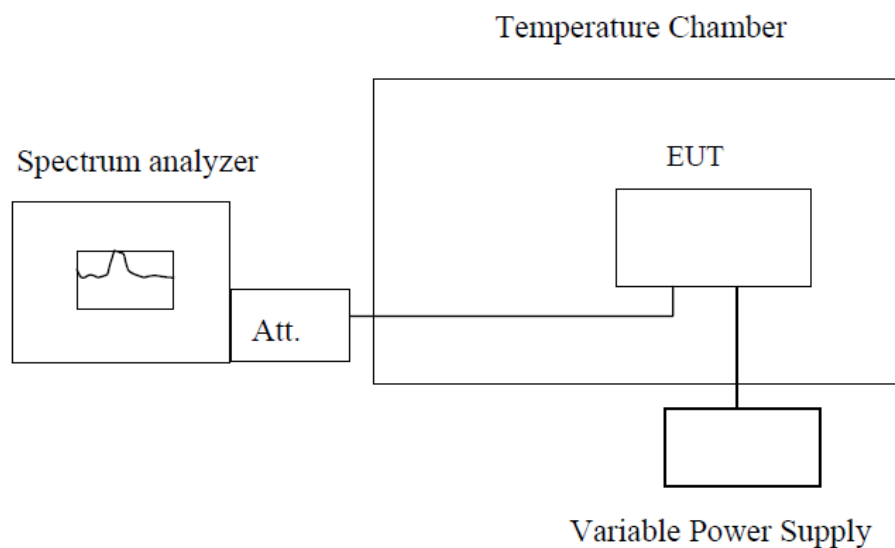 Temperature Chamber
Spectrum analyzer
EUT
Att.
Variable Power Supply